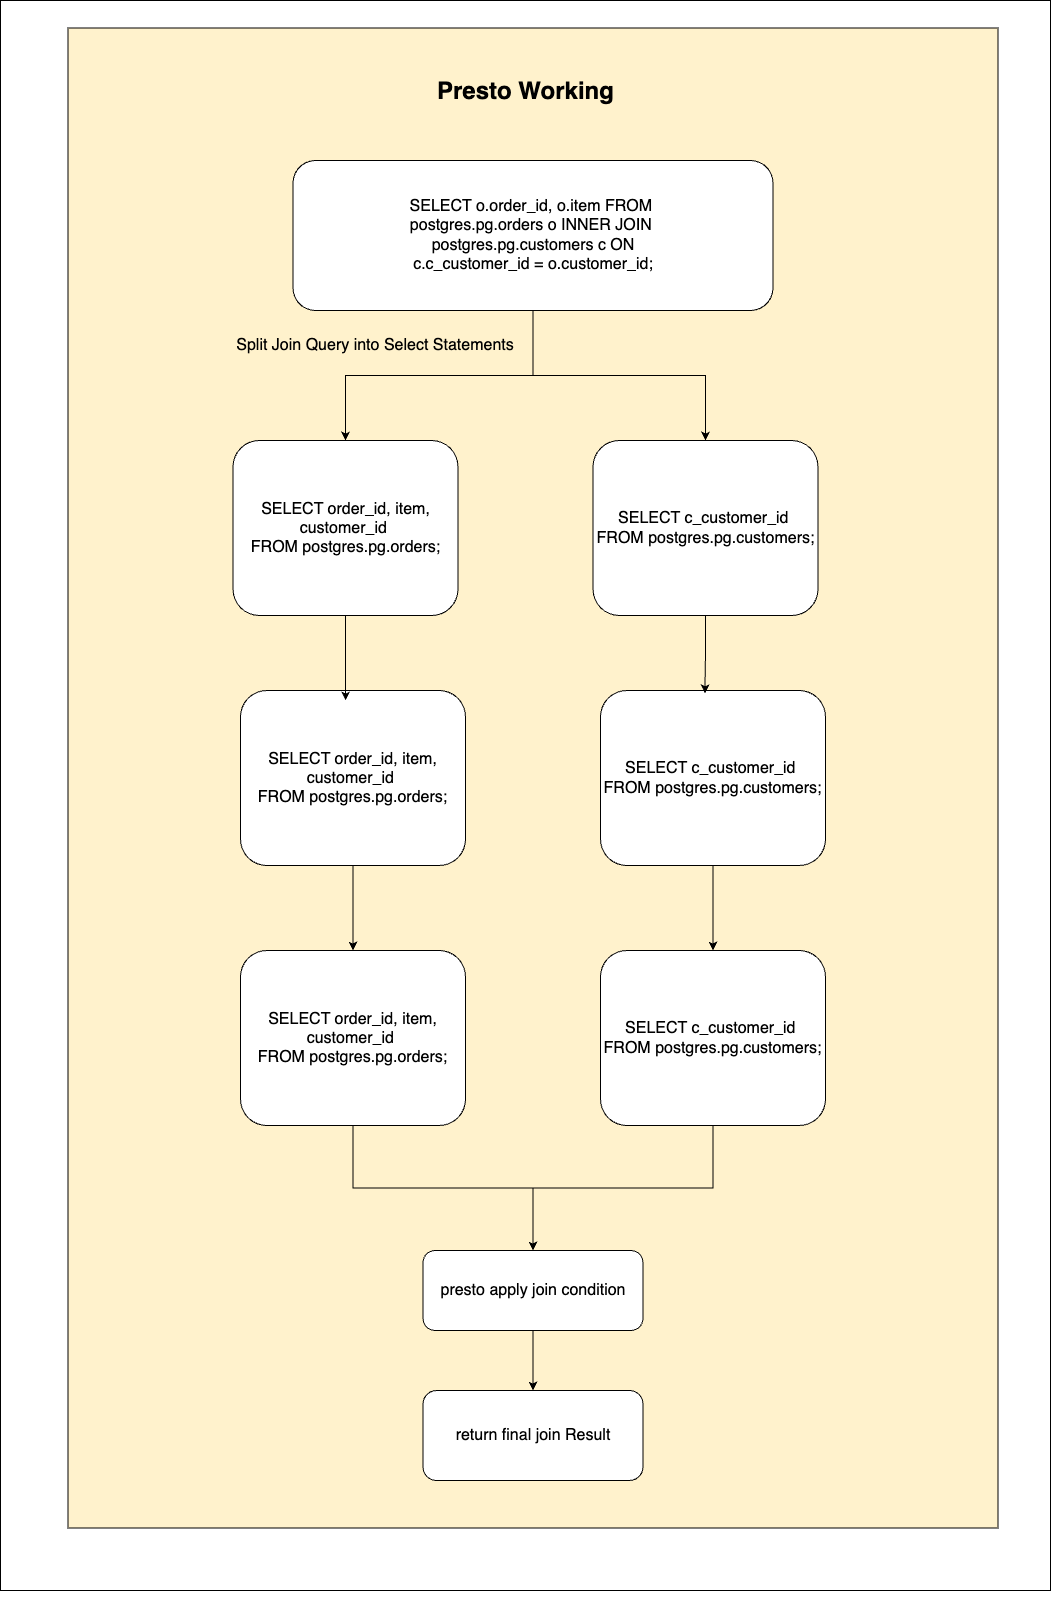 Presto Working
SELECT o.order_id, o.item FROM
postgres.pg.orders o INNER JOIN
postgres.pg.customers c ON
c.c_customer_id = o.customer_id;
Split Join Query into Select Statements
SELECT order_id, item,
customer_id
FROM postgres.pg.orders;
SELECT c_customer_id
FROM postgres.pg.customers;
SELECT order_id, item,
customer_id
FROM postgres.pg.orders;
SELECT c_customer_id
FROM postgres.pg.customers;
SELECT order_id, item,
customer_id
FROM postgres.pg.orders;
SELECT c_customer_id
FROM postgres.pg.customers;
presto apply join condition
return final join Result